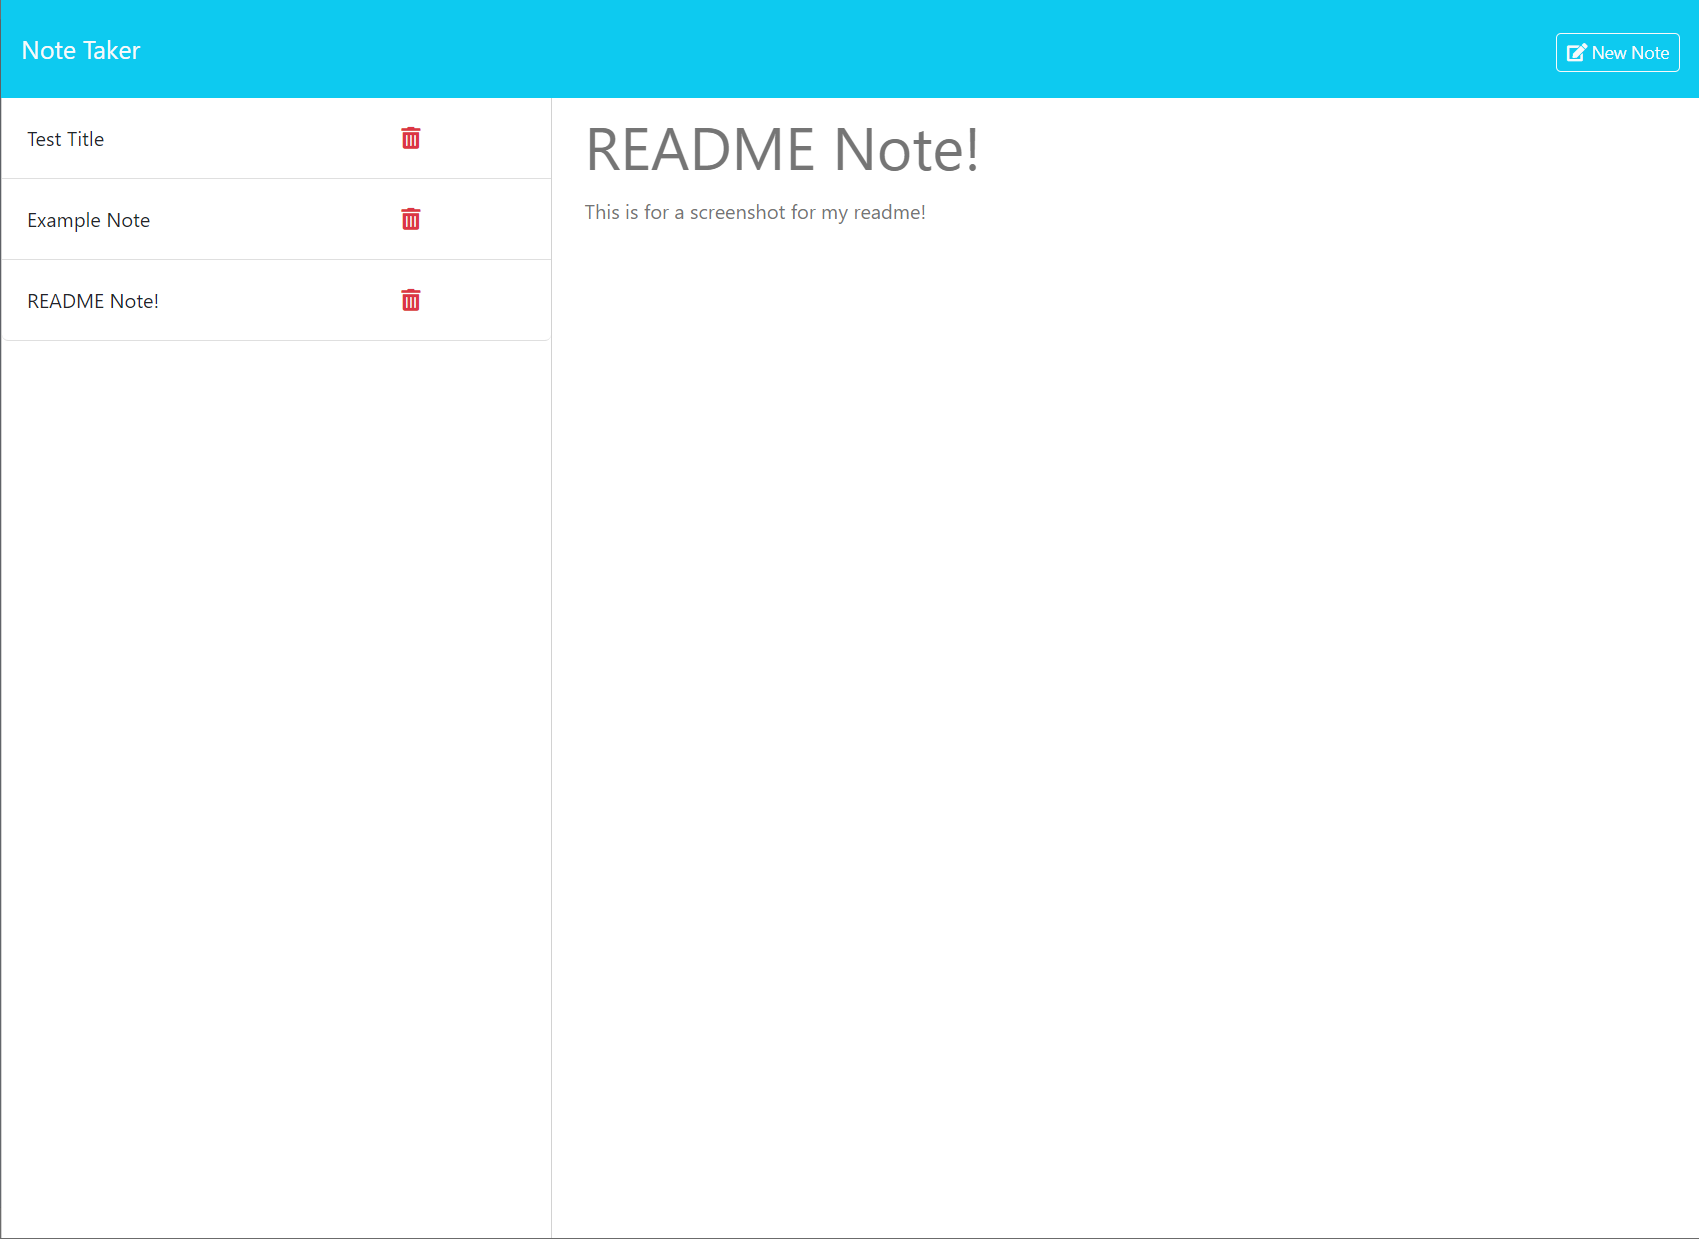 Note Taker
New Note
Test Title
Example Note
README Note!
README Note!
This is for a screenshot for my readme!